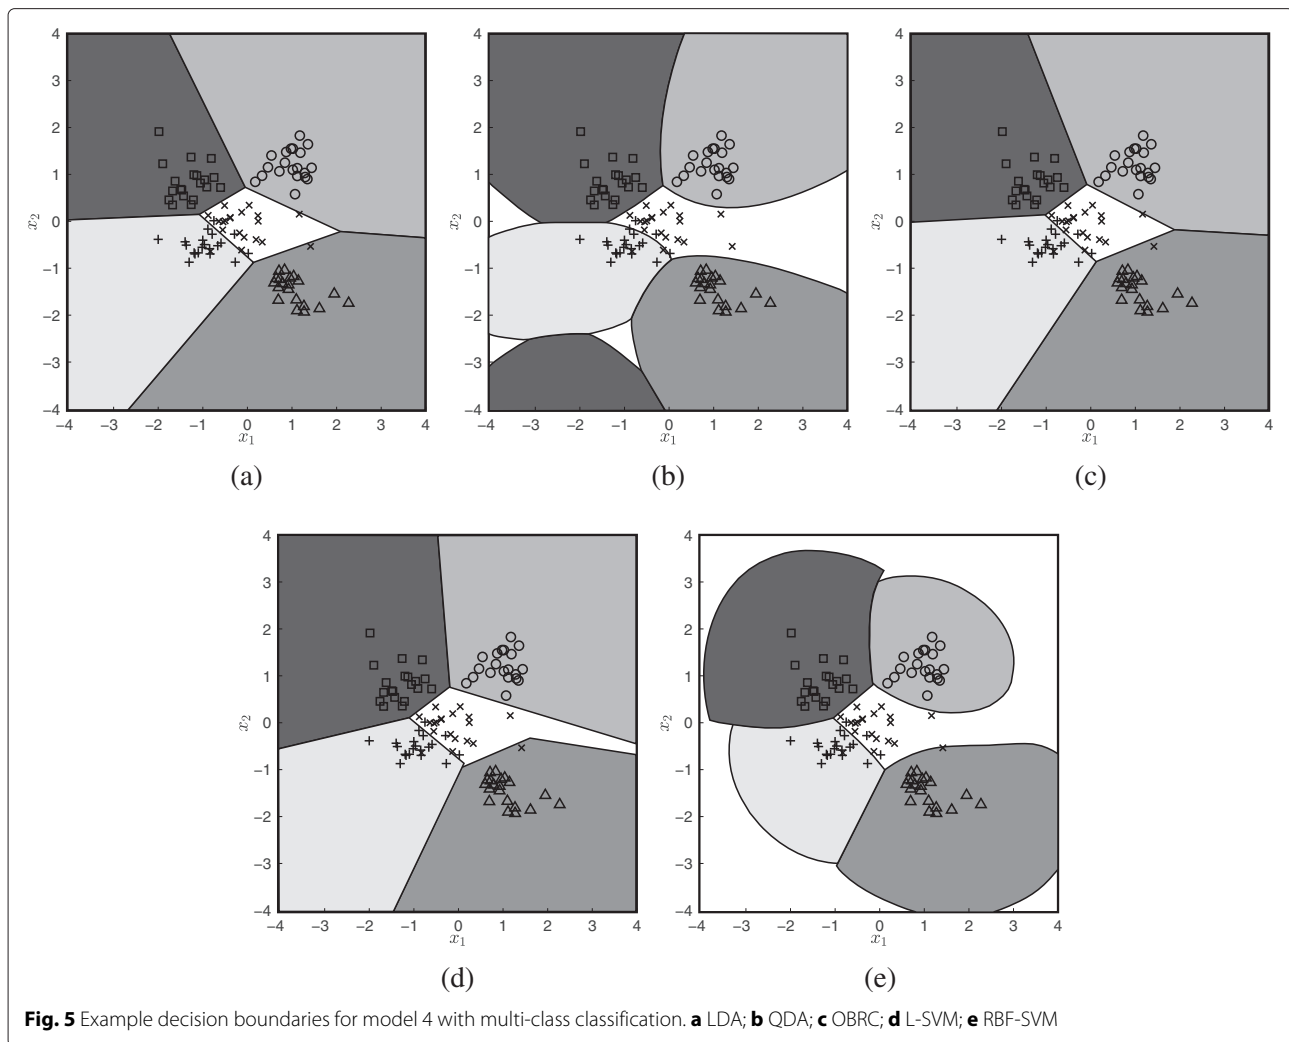 4 4 4
3 3 3
2 2 2
1 1 1
x₂ 0 x₂ 0 x₂ 0
−1 −1 −1
−2 −2 −2
−3 −3 −3
−4 −4 −4
−4 −3 −2 −1 0 1 2 3 4 −4 −3 −2 −1 0 1 2 3 4 −4 −3 −2 −1 0 1 2 3 4
x₁ x₁ x₁
(a) (b) (c)
4 4
3 3
2 2
1 1
x₂ 0 x₂ 0
−1 −1
−2 −2
−3 −3
−4 −4
−4 −3 −2 −1 0 1 2 3 4 −4 −3 −2 −1 0 1 2 3 4
x₁ x₁
(d) (e)
Fig. 5 Example decision boundaries for model 4 with multi-class classification. a LDA; b QDA; c OBRC; d L-SVM; e RBF-SVM